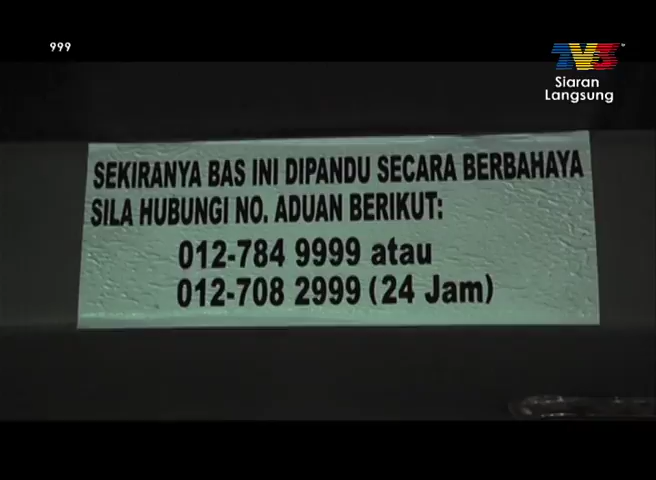 999
TV3
Siaran
Langsung
SEKIRANYA BAS INI DIPANDU SECARA BERBAHAYA
SILA HUBUNGI NO. ADUAN BERIKUT:
012-784 9999 atau
012-708 2999 (24 Jam)